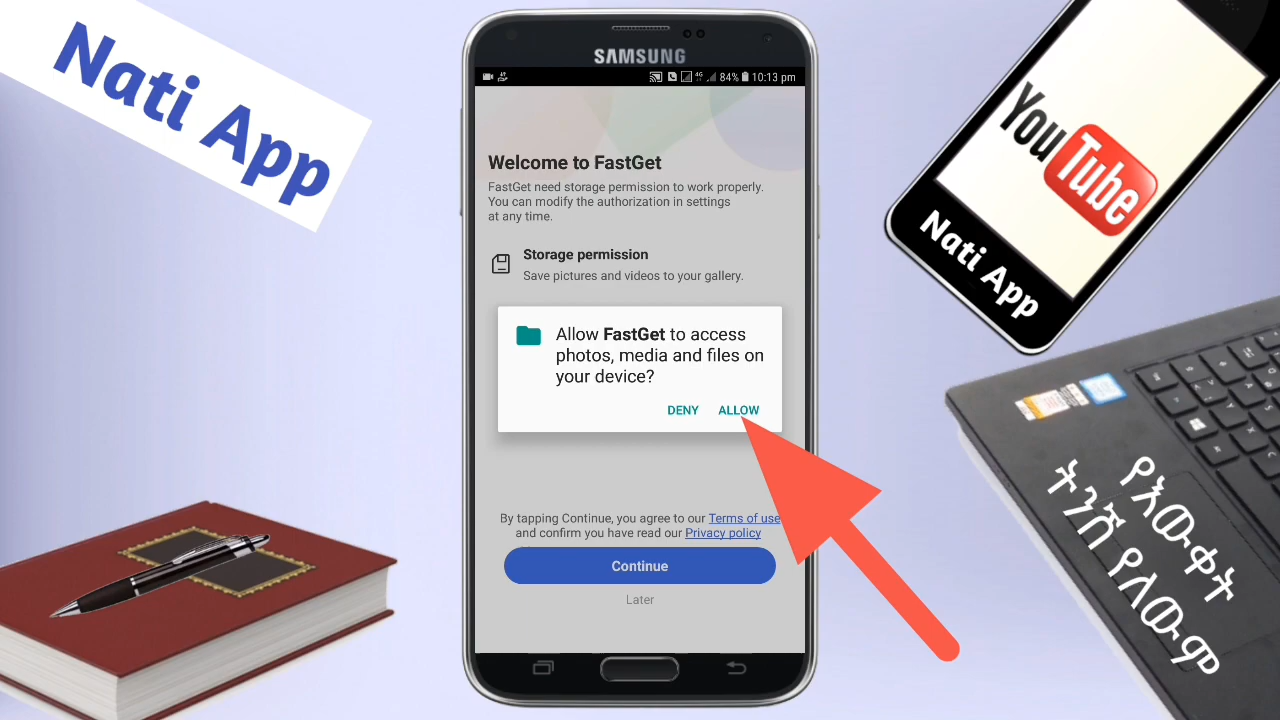 Nati App
SAMSUNG
4G 84% 10:13 pm
Welcome to FastGet
FastGet need storage permission to work properly.
You can modify the authorization in settings
at any time.
Storage permission
Save pictures and videos to your gallery.
Allow FastGet to access
photos, media and files on
your device?
DENY ALLOW
By tapping Continue, you agree to our Terms of use
and confirm you have read our Privacy policy
Continue
Later
YouTube
Nati App
የእውቀት
ትንሽ የለውም